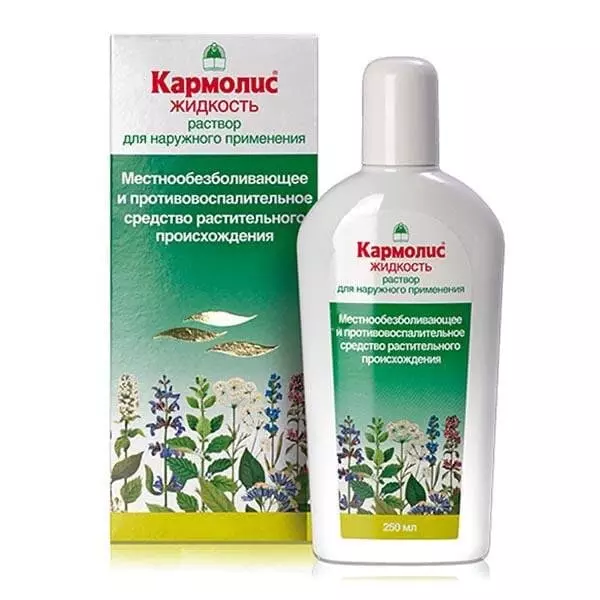 Кармолис®
ЖИДКОСТЬ
раствор
для наружного применения
Местнообезболивающее
и противовоспалительное
средство растительного
происхождения
Кармолис®
ЖИДКОСТЬ
раствор
для наружного применения
Местнообезболивающее
и противовоспалительное
средство растительного
происхождения
250 мл